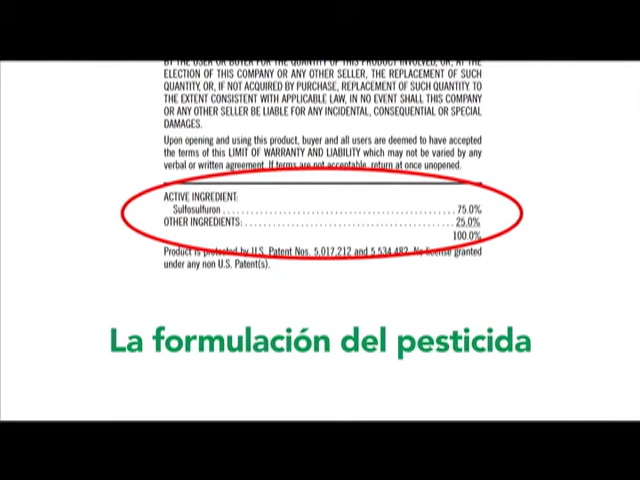 BY THE USER OR BUYER FOR THE QUANTITY OF THIS PRODUCT INVOLVED, OR, AT THE
ELECTION OF THIS COMPANY OR ANY OTHER SELLER, THE REPLACEMENT OF SUCH
QUANTITY, OR, IF NOT ACQUIRED BY PURCHASE, REPLACEMENT OF SUCH QUANTITY. TO
THE EXTENT CONSISTENT WITH APPLICABLE LAW, IN NO EVENT SHALL THIS COMPANY
OR ANY OTHER SELLER BE LIABLE FOR ANY INCIDENTAL, CONSEQUENTIAL OR SPECIAL
DAMAGES.
Upon opening and using this product, buyer and all users are deemed to have accepted
the terms of this LIMIT OF WARRANTY AND LIABILITY which may not be varied by any
verbal or written agreement. If terms are not acceptable, return at once unopened.
ACTIVE INGREDIENT:
Sulfosulfuron . . . . . . . . . . . . . . . . . . . . . . . . . . . . . . . . . . . . . . . . 75.0%
OTHER INGREDIENTS: . . . . . . . . . . . . . . . . . . . . . . . . . . . . . . . . . . . . 25.0%
100.0%
Product is protected by U.S. Patent Nos. 5,017,212 and 5,534,482. No license granted
under any non U.S. Patent(s).
La formulación del pesticida